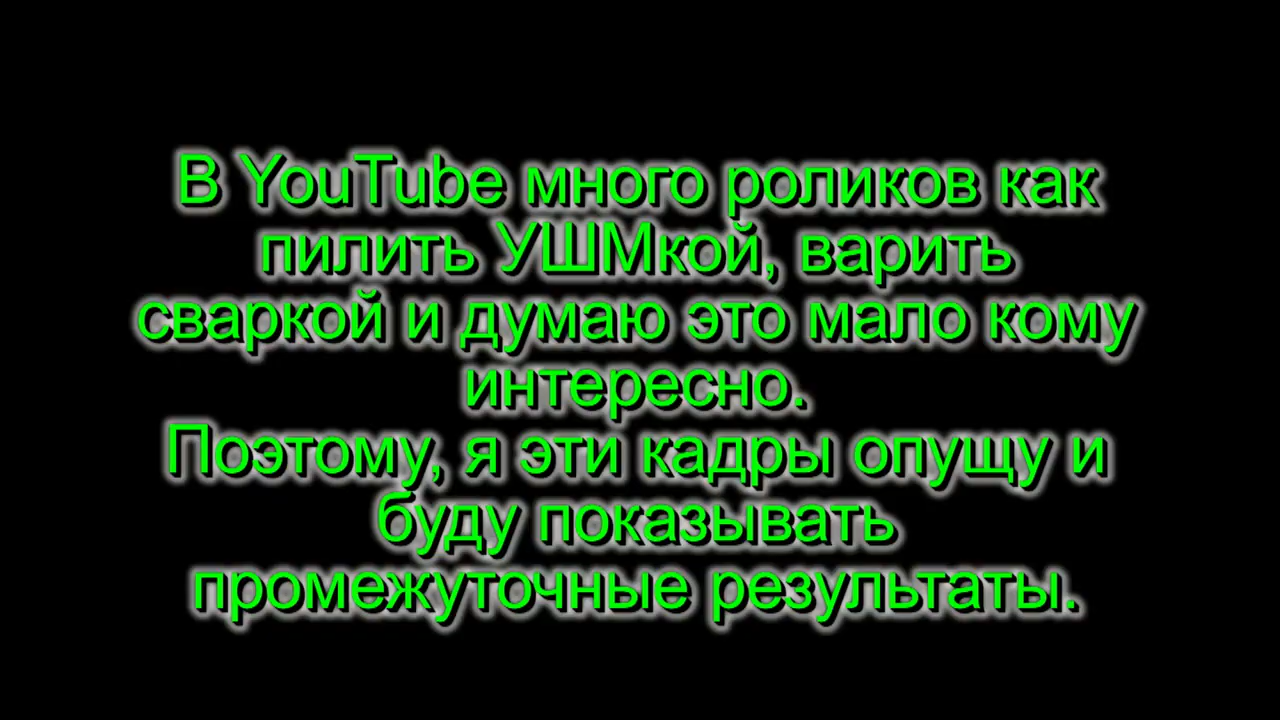 В YouTube много роликов как
пилить УШМкой, варить
сваркой и думаю это мало кому
интересно.
Поэтому, я эти кадры опущу и
буду показывать
промежуточные результаты.